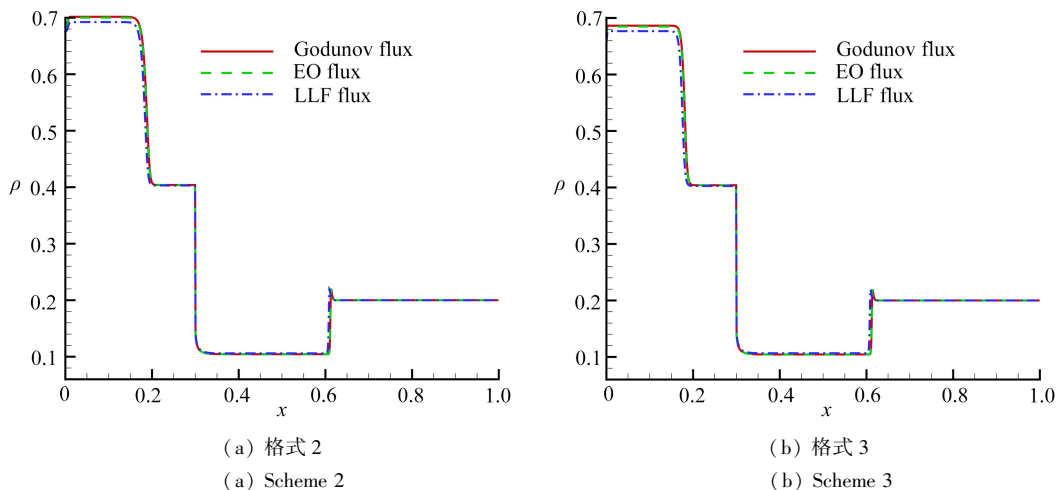 0.7
0.6
0.5
0.4
0.3
0.2
0.1
ρ
0 0.2 0.4 0.6 0.8 1.0
x
Godunov flux
EO flux
LLF flux
(a) 格式 2
(a) Scheme 2
0.7
0.6
0.5
0.4
0.3
0.2
0.1
ρ
0 0.2 0.4 0.6 0.8 1.0
x
Godunov flux
EO flux
LLF flux
(b) 格式 3
(b) Scheme 3